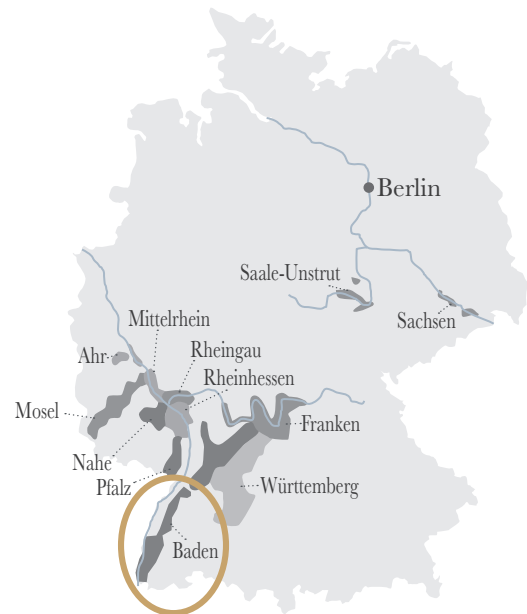 Berlin
Saale-Unstrut
Sachsen
Mittelrhein
Ahr
Rheingau
Rheinhessen
Mosel
Franken
Nahe
Pfalz
Württemberg
Baden